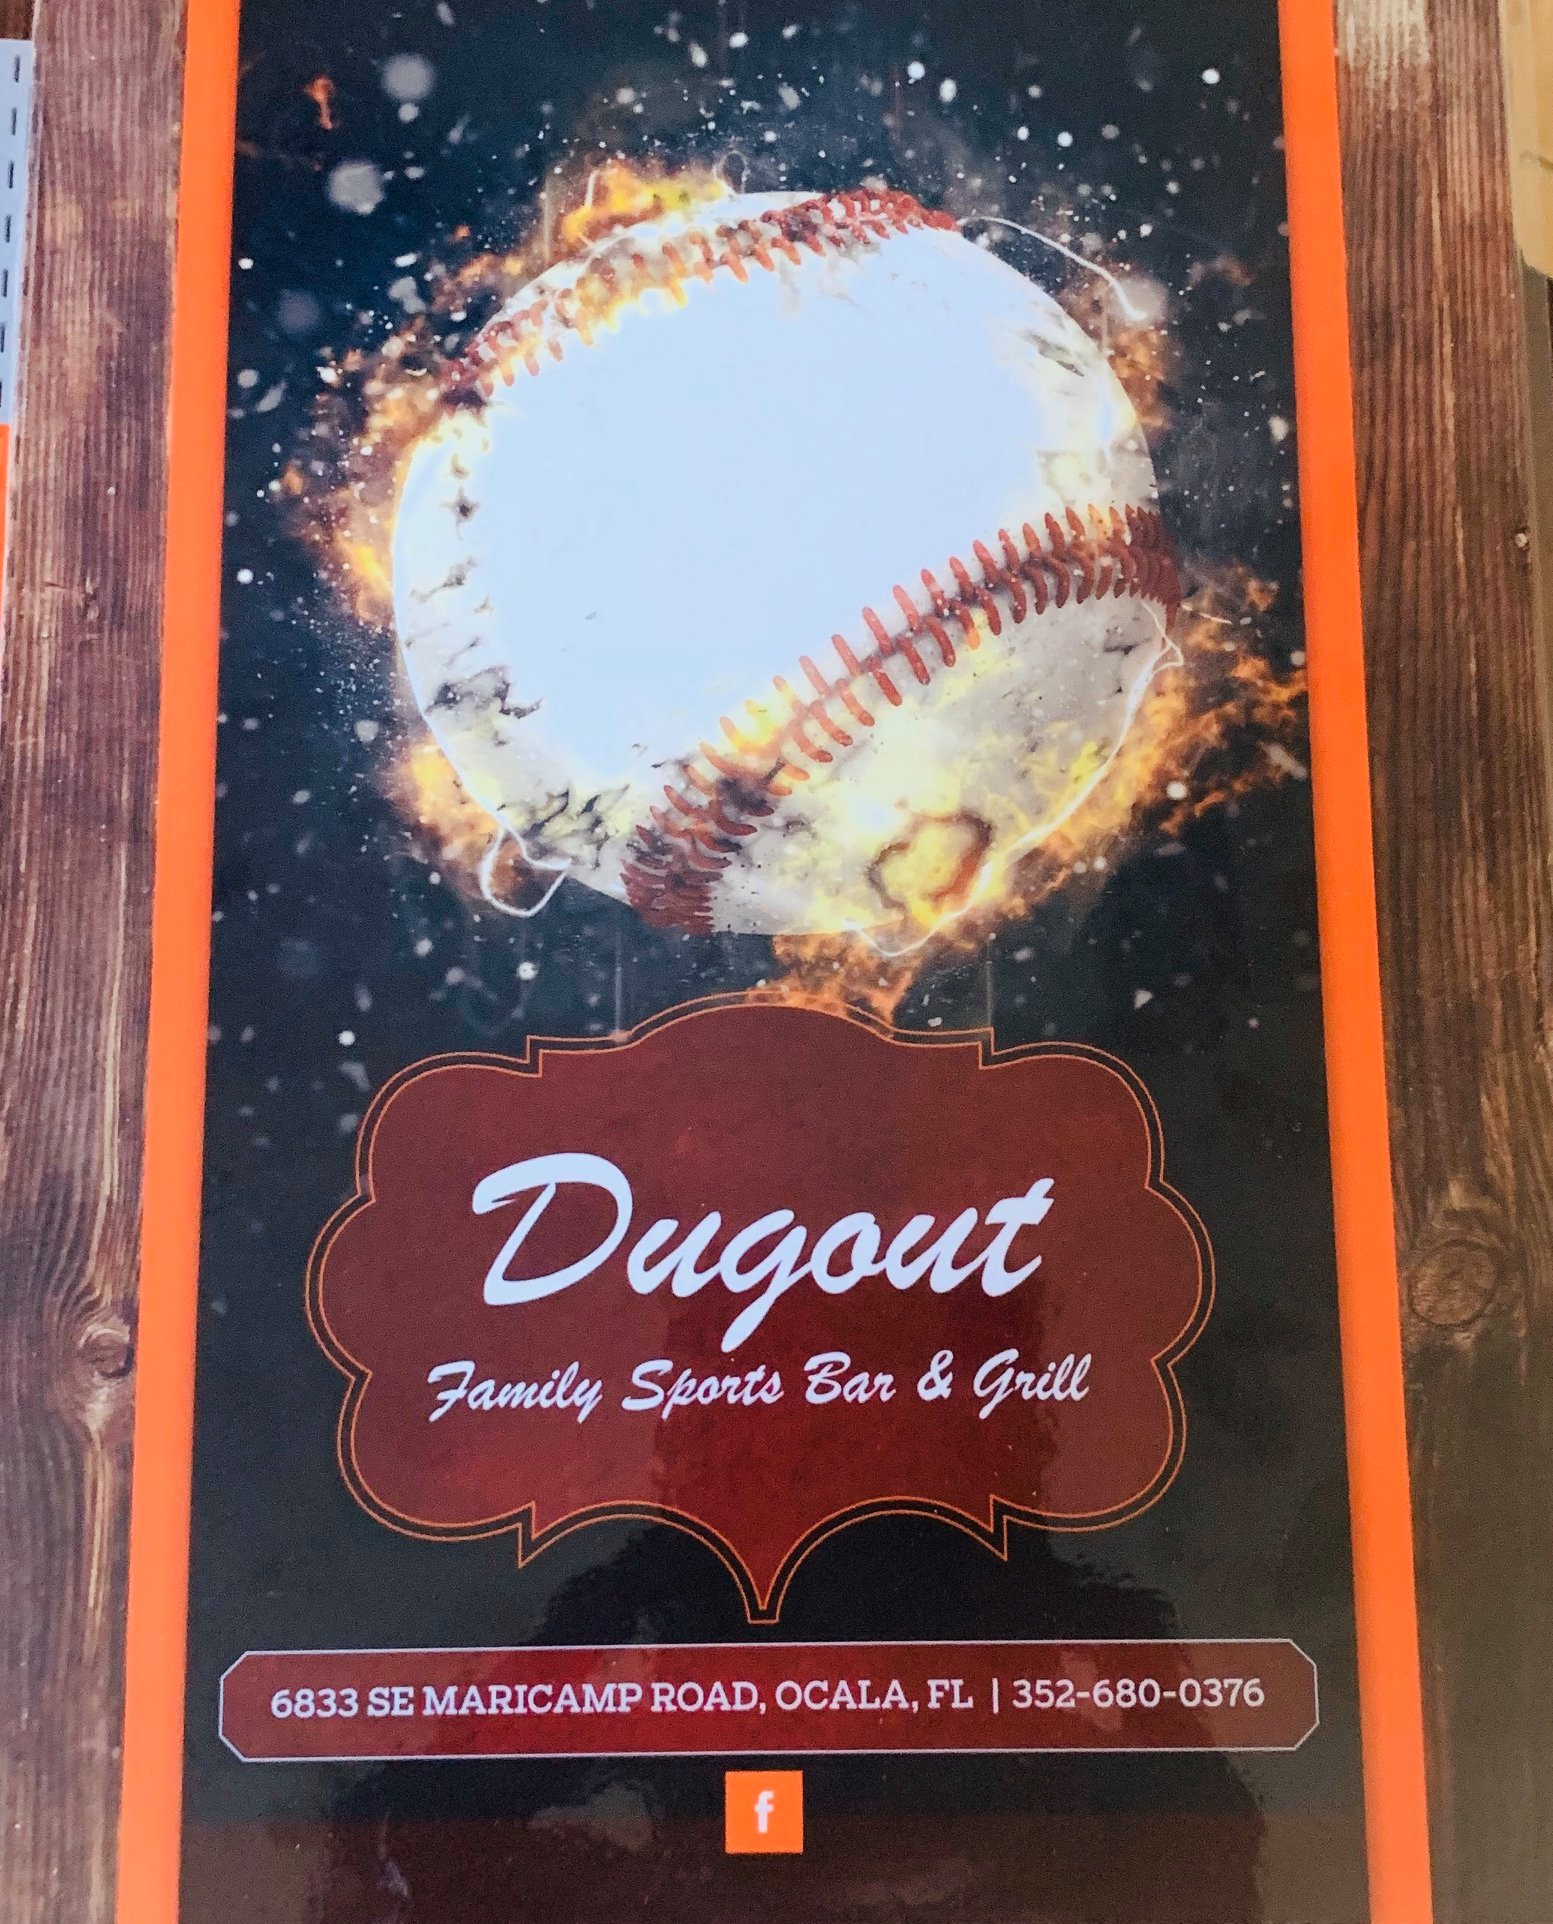 Dugout
Family Sports Bar & Grill
6833 SE MARICAMP ROAD, OCALA, FL | 352-680-0376
f